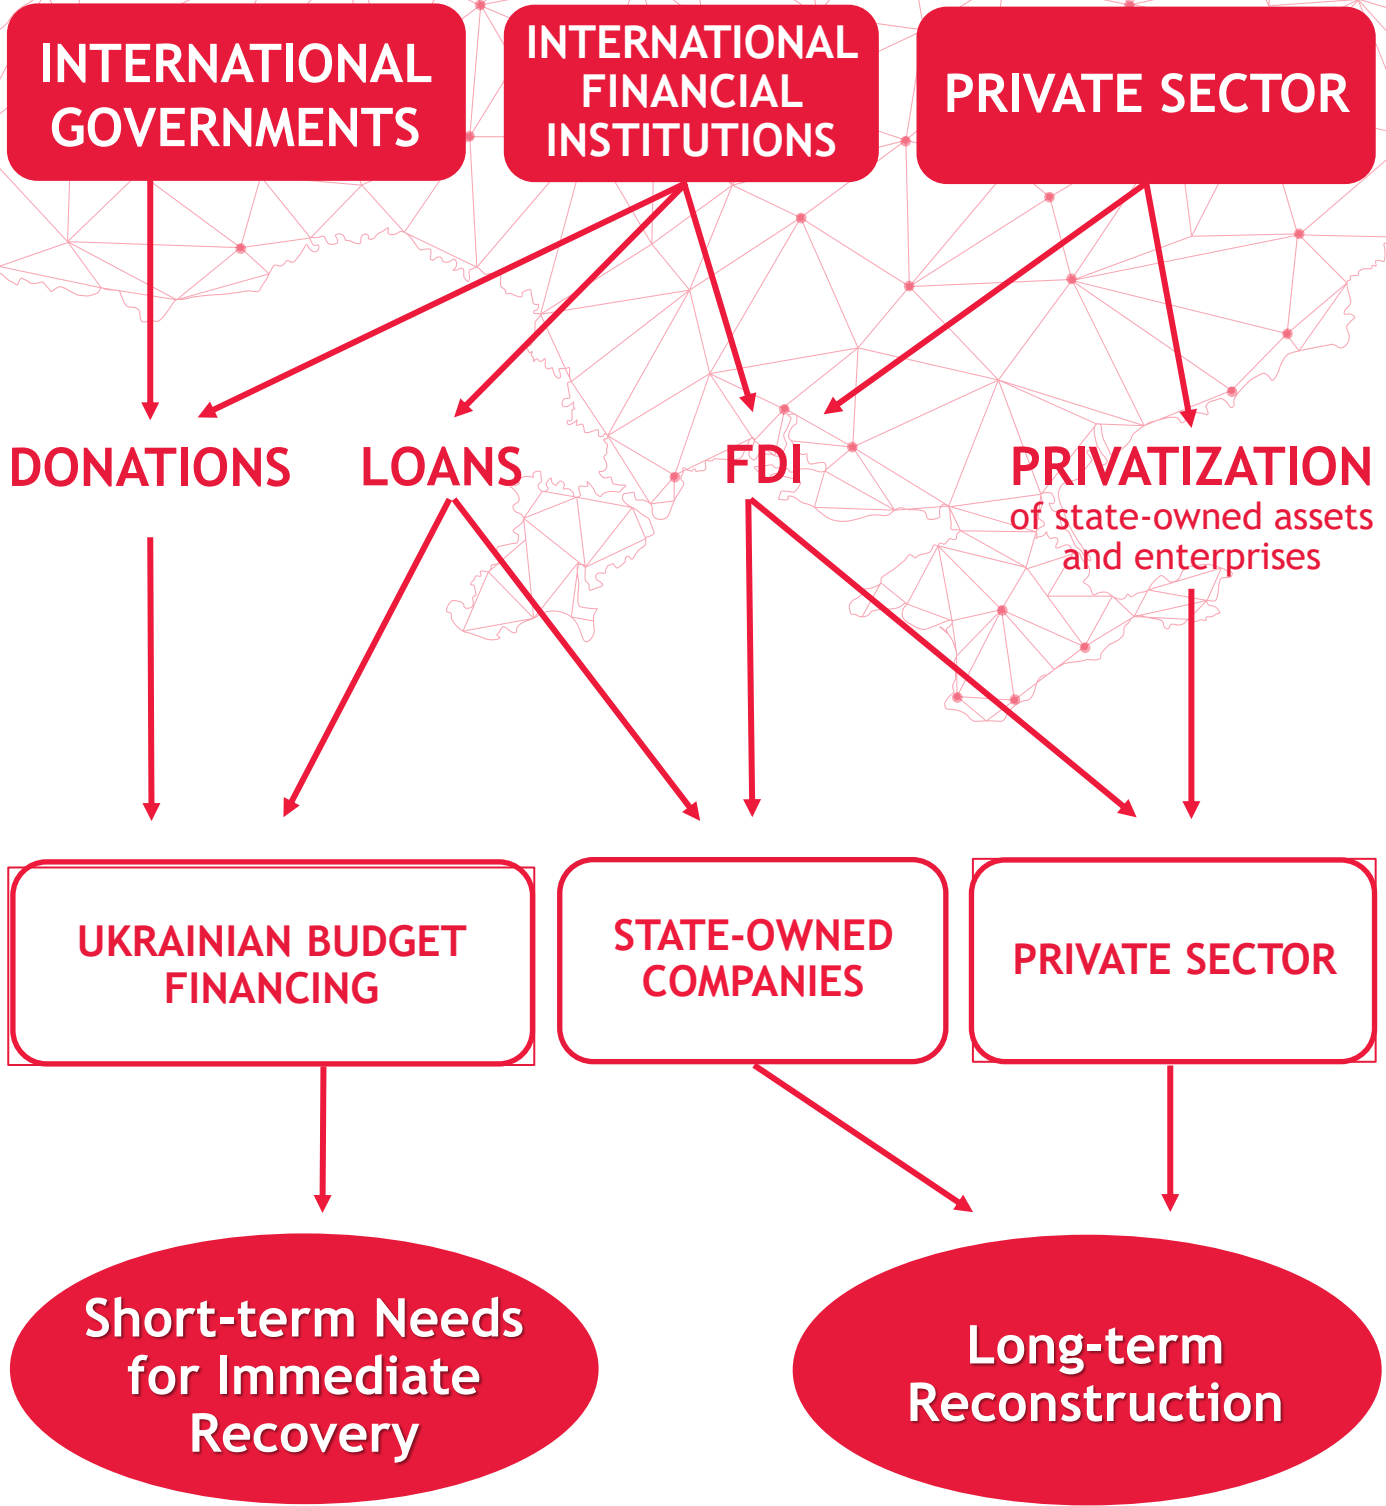 INTERNATIONAL
GOVERNMENTS
INTERNATIONAL
FINANCIAL
INSTITUTIONS
PRIVATE SECTOR
DONATIONS
LOANS
FDI
PRIVATIZATION
of state-owned assets
and enterprises
UKRAINIAN BUDGET
FINANCING
STATE-OWNED
COMPANIES
PRIVATE SECTOR
Short-term Needs
for Immediate
Recovery
Long-term
Reconstruction